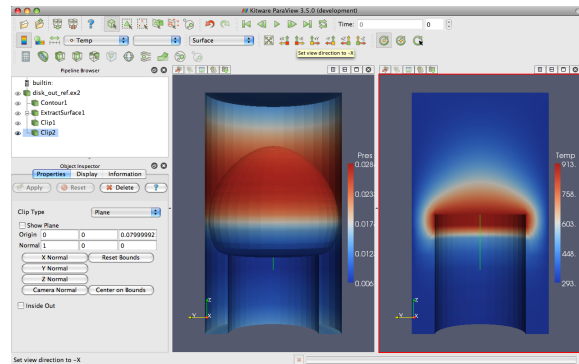 Kitware ParaView 3.5.0 (development)
Time: 0 0
Temp Surface
Set view direction to -X
Pipeline Browser
builtin:
disk_out_ref.ex2
Contour1
ExtractSurface1
Clip1
Clip2
Object Inspector
Properties Display Information
Apply Reset Delete ?
Clip Type Plane
Show Plane
Origin 0 0 0.07999992
Normal 1 0 0
X Normal Reset Bounds
Y Normal
Z Normal
Camera Normal Center on Bounds
Inside Out
Pres
0.028
0.023
0.017
0.012
0.006
Z
Y X
Temp
913.
758.
603.
448.
293.
Z
Y X
Set view direction to -X